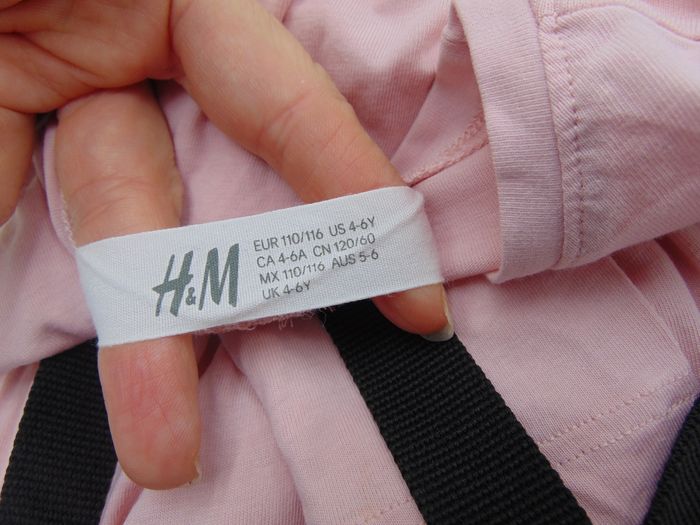 H&M
EUR 110/116 US 4-6Y
CA 4-6A CN 120/60
MX 110/116 AUS 5-6
UK 4-6Y